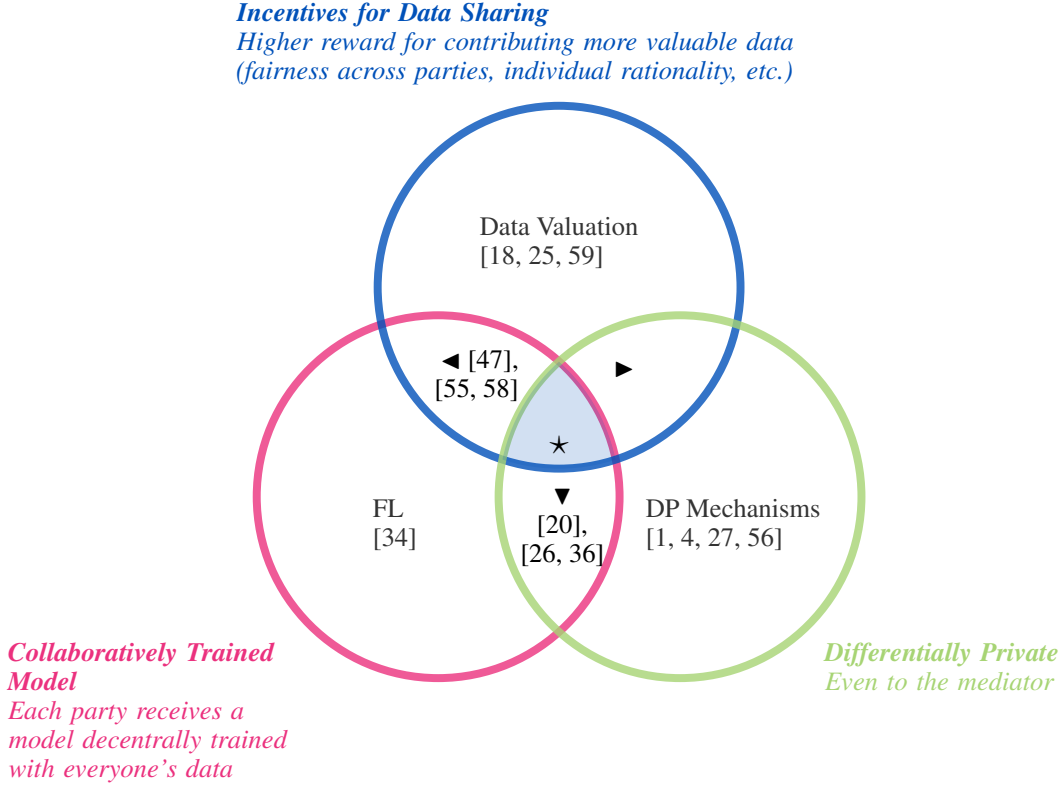 Incentives for Data Sharing
Higher reward for contributing more valuable data
(fairness across parties, individual rationality, etc.)
Data Valuation
[18, 25, 59]
◄ [47],
[55, 58]
►
⋆
▼
[20],
[26, 36]
FL
[34]
DP Mechanisms
[1, 4, 27, 56]
Collaboratively Trained
Model
Each party receives a
model decentrally trained
with everyone's data
Differentially Private
Even to the mediator